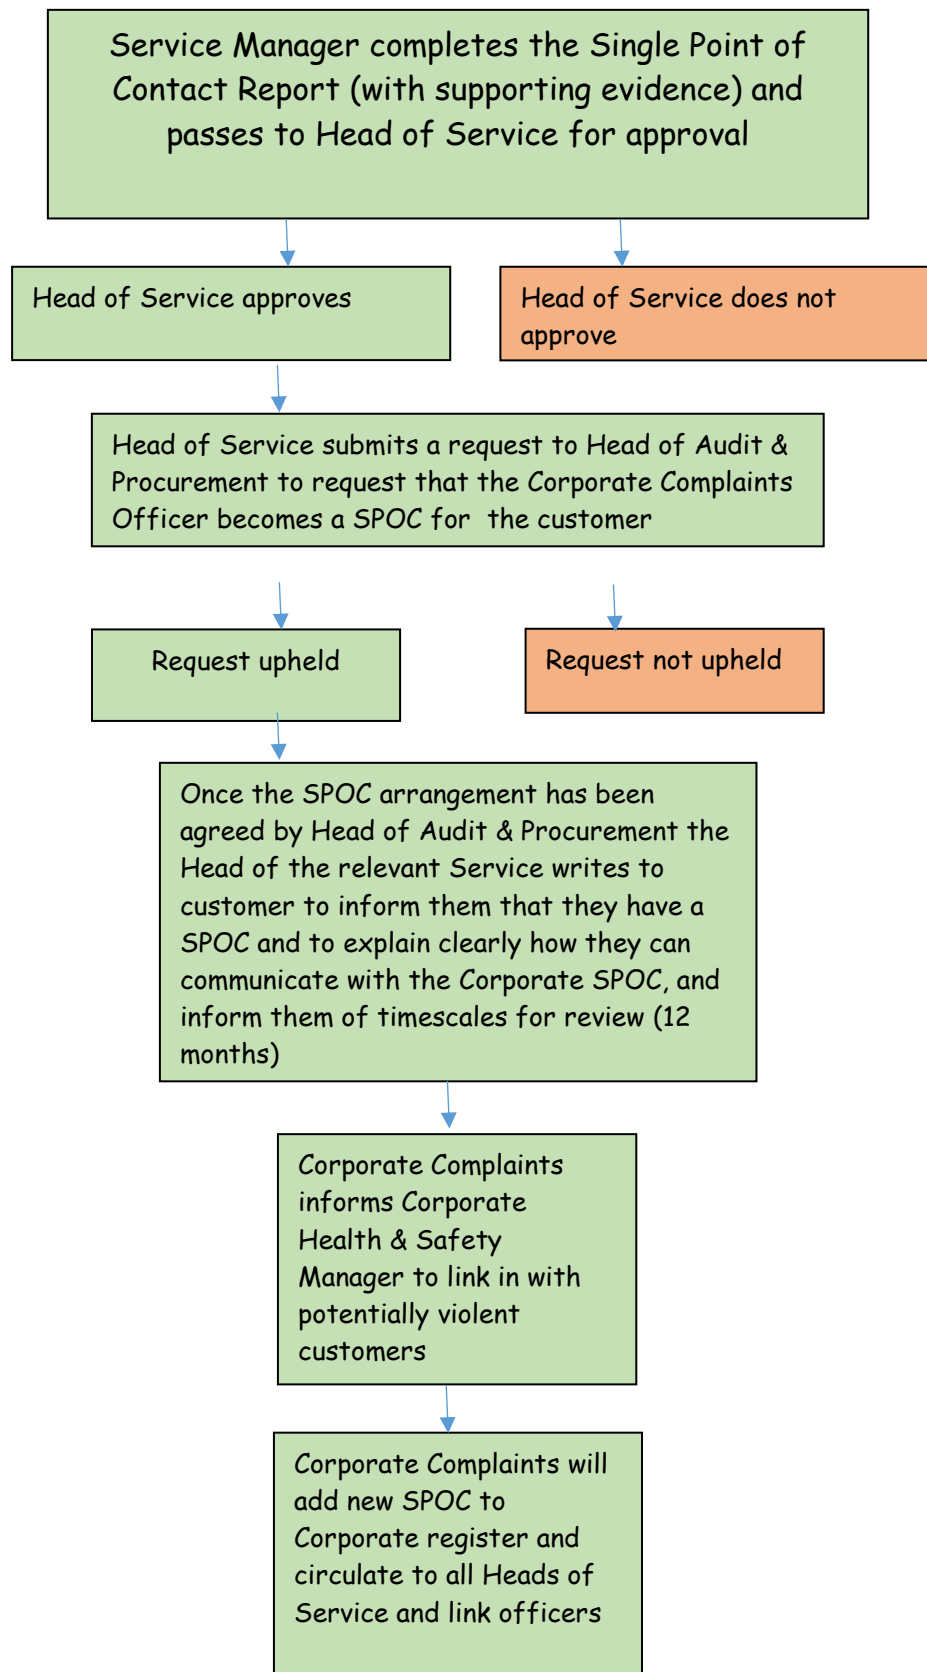 Service Manager completes the Single Point of
Contact Report (with supporting evidence) and
passes to Head of Service for approval
Head of Service approves
Head of Service does not
approve
Head of Service submits a request to Head of Audit &
Procurement to request that the Corporate Complaints
Officer becomes a SPOC for the customer
Request upheld
Request not upheld
Once the SPOC arrangement has been
agreed by Head of Audit & Procurement the
Head of the relevant Service writes to
customer to inform them that they have a
SPOC and to explain clearly how they can
communicate with the Corporate SPOC, and
inform them of timescales for review (12
months)
Corporate Complaints
informs Corporate
Health & Safety
Manager to link in with
potentially violent
customers
Corporate Complaints will
add new SPOC to
Corporate register and
circulate to all Heads of
Service and link officers